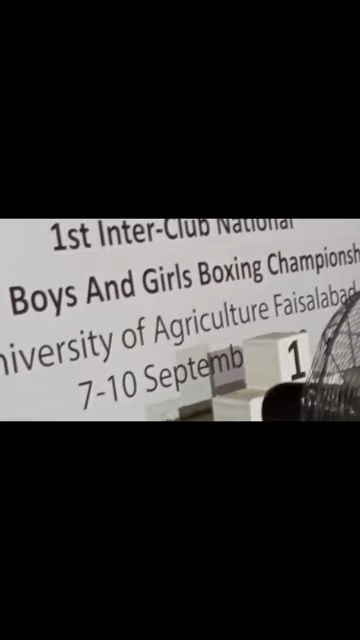 1st Inter-Club National
Boys And Girls Boxing Championsh
niversity of Agriculture Faisalabad
7-10 Septemb
1